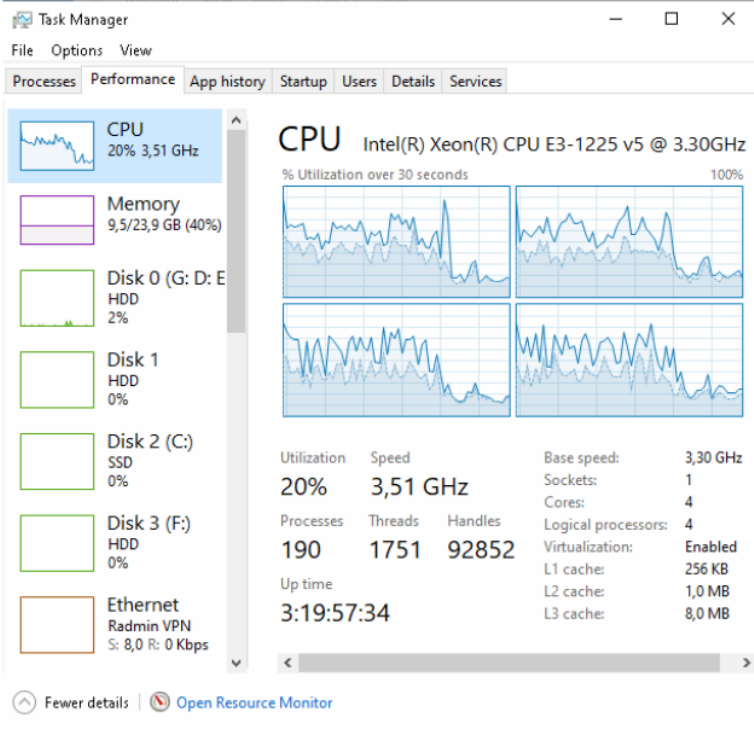 Task Manager
File Options View
Processes Performance App history Startup Users Details Services
CPU
20% 3,51 GHz
Memory
9,5/23,9 GB (40%)
Disk 0 (G: D: E
HDD
2%
Disk 1
HDD
0%
Disk 2 (C:)
SSD
0%
Disk 3 (F:)
HDD
0%
Ethernet
Radmin VPN
S: 8,0 R: 0 Kbps
CPU Intel(R) Xeon(R) CPU E3-1225 v5 @ 3.30GHz
% Utilization over 30 seconds 100%
Utilization Speed
20% 3,51 GHz
Processes Threads Handles
190 1751 92852
Up time
3:19:57:34
Base speed: 3,30 GHz
Sockets: 1
Cores: 4
Logical processors: 4
Virtualization: Enabled
L1 cache: 256 KB
L2 cache: 1,0 MB
L3 cache: 8,0 MB
Fewer details Open Resource Monitor